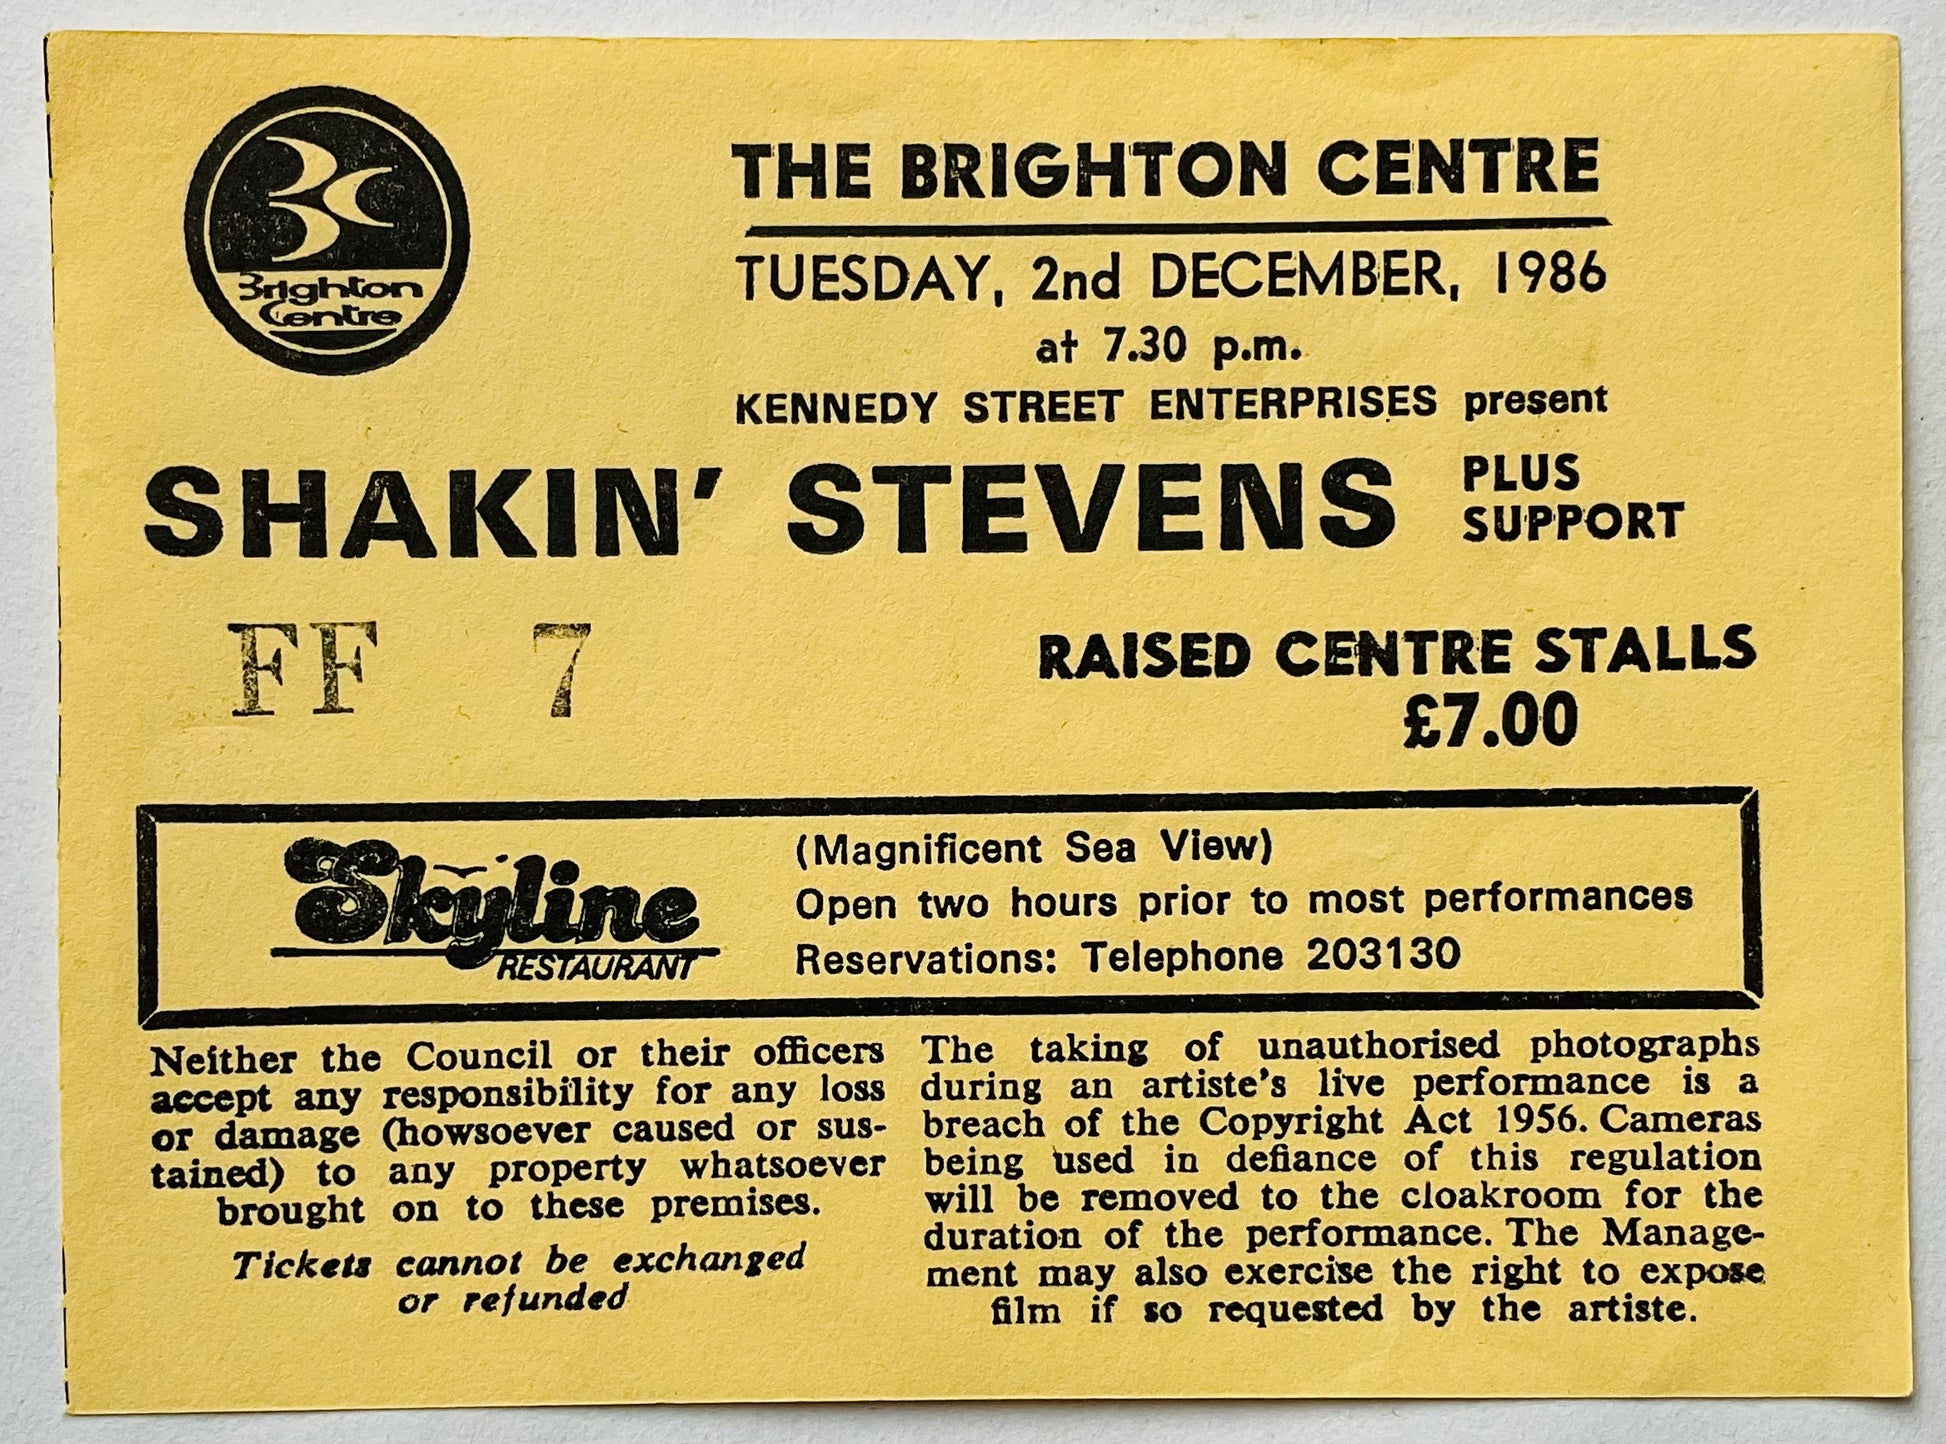 Brighton
Centre
THE BRIGHTON CENTRE
TUESDAY, 2nd DECEMBER, 1986
at 7.30 p.m.
KENNEDY STREET ENTERPRISES present
SHAKIN' STEVENS PLUS
SUPPORT
FF 7
RAISED CENTRE STALLS
£7.00
Skyline
RESTAURANT
(Magnificent Sea View)
Open two hours prior to most performances
Reservations: Telephone 203130
Neither the Council or their officers
accept any responsibility for any loss
or damage (howsoever caused or sus-
tained) to any property whatsoever
brought on to these premises.
Tickets cannot be exchanged
or refunded
The taking of unauthorised photographs
during an artiste's live performance is a
breach of the Copyright Act 1956. Cameras
being used in defiance of this regulation
will be removed to the cloakroom for the
duration of the performance. The Manage-
ment may also exercise the right to expose
film if so requested by the artiste.